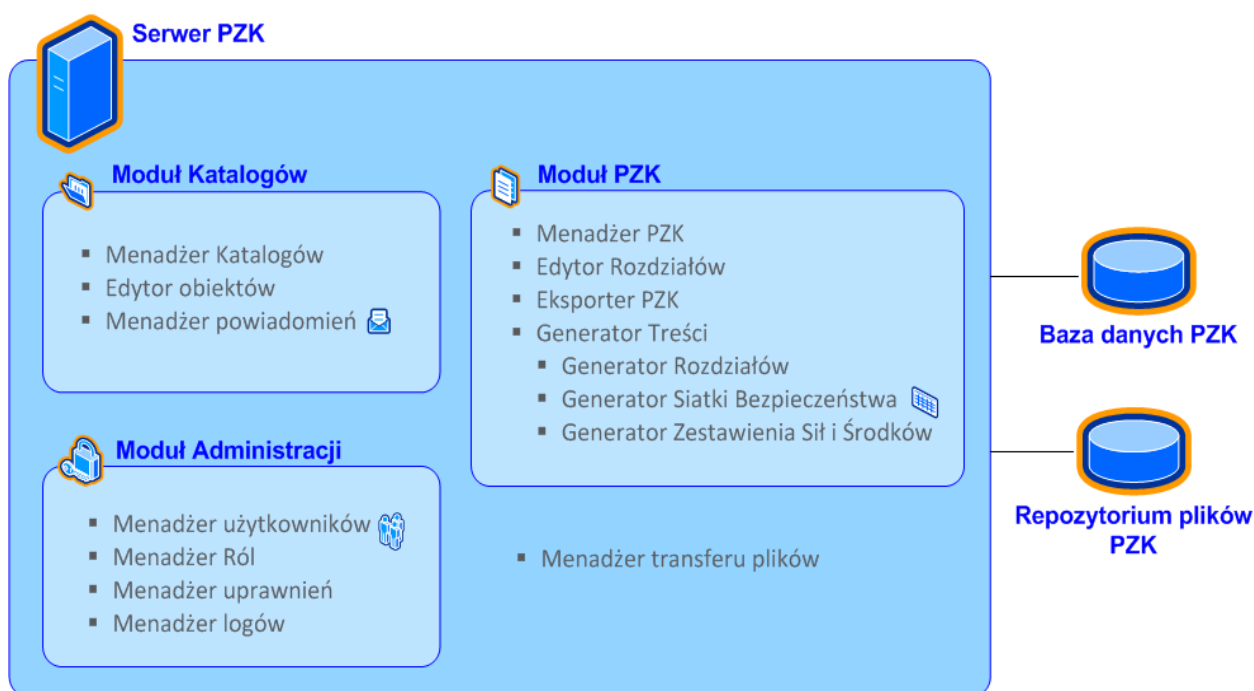 Serwer PZK
Moduł Katalogów
▪ Menadżer Katalogów
▪ Edytor obiektów
▪ Menadżer powiadomień
Moduł PZK
▪ Menadżer PZK
▪ Edytor Rozdziałów
▪ Eksporter PZK
▪ Generator Treści
▪ Generator Rozdziałów
▪ Generator Siatki Bezpieczeństwa
▪ Generator Zestawienia Sił i Środków
Moduł Administracji
▪ Menadżer użytkowników
▪ Menadżer Ról
▪ Menadżer uprawnień
▪ Menadżer logów
▪ Menadżer transferu plików
Baza danych PZK
Repozytorium plików
PZK